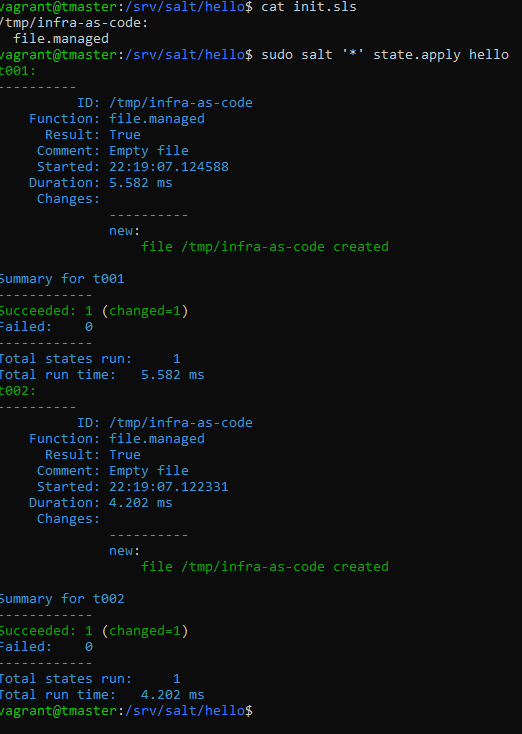 vagrant@tmaster:/srv/salt/hello$ cat init.sls
/tmp/infra-as-code:
  file.managed
vagrant@tmaster:/srv/salt/hello$ sudo salt '*' state.apply hello
t001:
----------
          ID: /tmp/infra-as-code
    Function: file.managed
      Result: True
     Comment: Empty file
     Started: 22:19:07.124588
    Duration: 5.582 ms
     Changes:
              ----------
              new:
                  file /tmp/infra-as-code created

Summary for t001
------------
Succeeded: 1 (changed=1)
Failed:    0
------------
Total states run:     1
Total run time:   5.582 ms
t002:
----------
          ID: /tmp/infra-as-code
    Function: file.managed
      Result: True
     Comment: Empty file
     Started: 22:19:07.122331
    Duration: 4.202 ms
     Changes:
              ----------
              new:
                  file /tmp/infra-as-code created

Summary for t002
------------
Succeeded: 1 (changed=1)
Failed:    0
------------
Total states run:     1
Total run time:   4.202 ms
vagrant@tmaster:/srv/salt/hello$